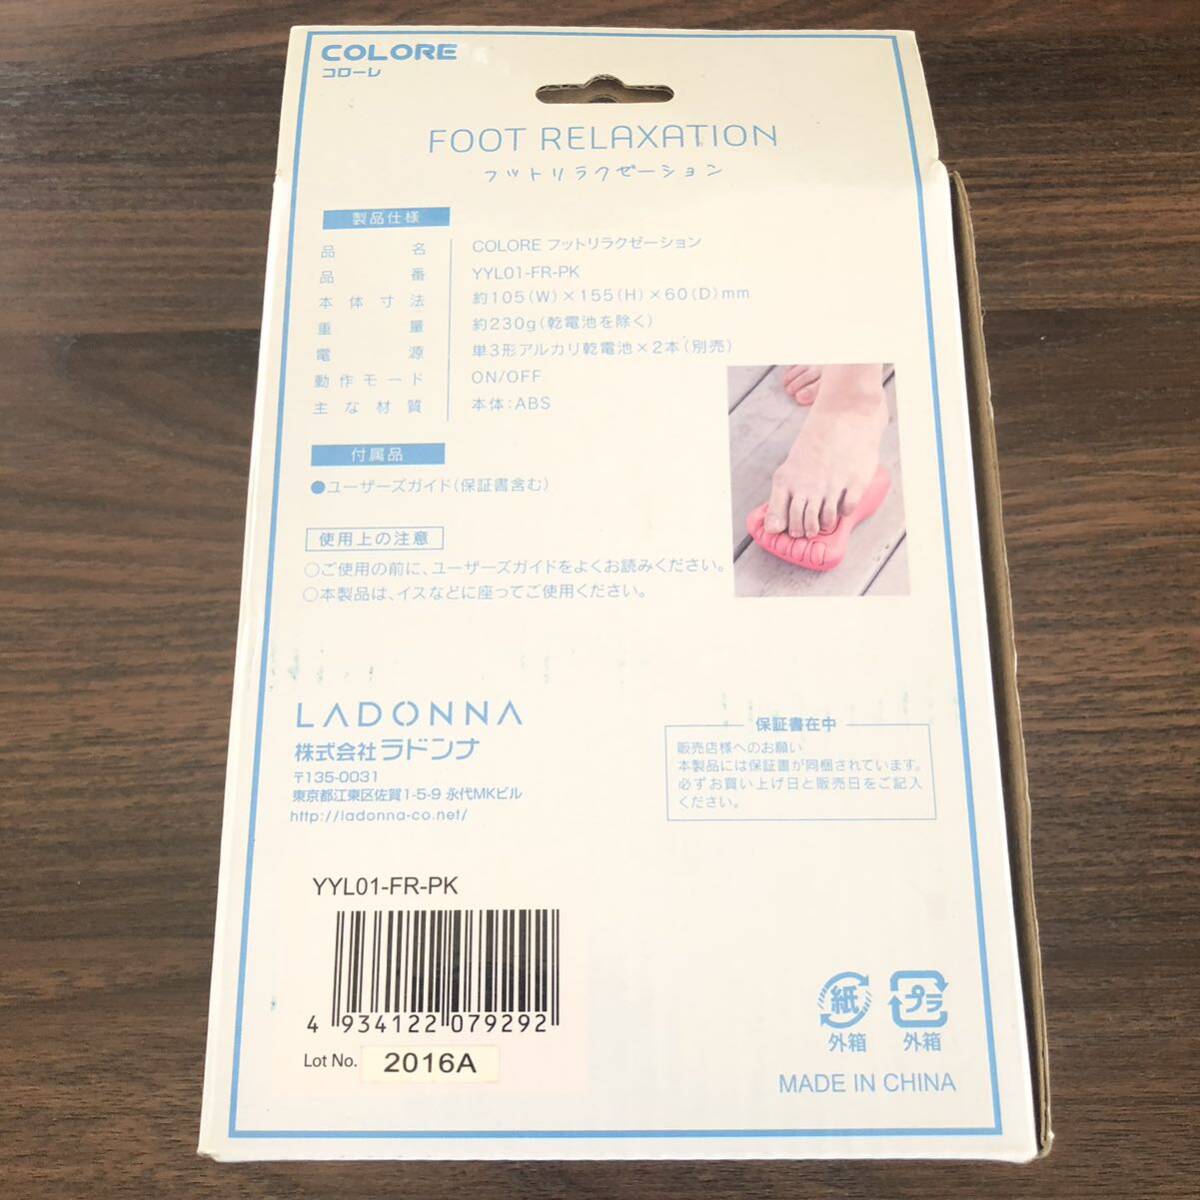 COLORE
コローレ
FOOT RELAXATION
フットリラクゼーション
製品仕様
品名 COLORE フットリラクゼーション
品番 YYL01-FR-PK
本体寸法 約105(W)×155(H)×60(D)mm
重量 約230g(乾電池を除く)
電源 単3形アルカリ乾電池×2本(別売)
動作モード ON/OFF
主な材質 本体:ABS
付属品
●ユーザーズガイド(保証書含む)
使用上の注意
○ご使用の前に、ユーザーズガイドをよくお読みください。
○本製品は、イスなどに座ってご使用ください。
LADONNA
株式会社ラドンナ
〒135-0031
東京都江東区佐賀1-5-9 永代MKビル
http://ladonna-co.net/
保証書在中
販売店様へのお願い
本製品には保証書が同梱されています。
必ずお買い上げ日と販売日をご記入
ください。
YYL01-FR-PK
4 934122 079292
Lot No. 2016A
紙 プラ
外箱 外箱
MADE IN CHINA